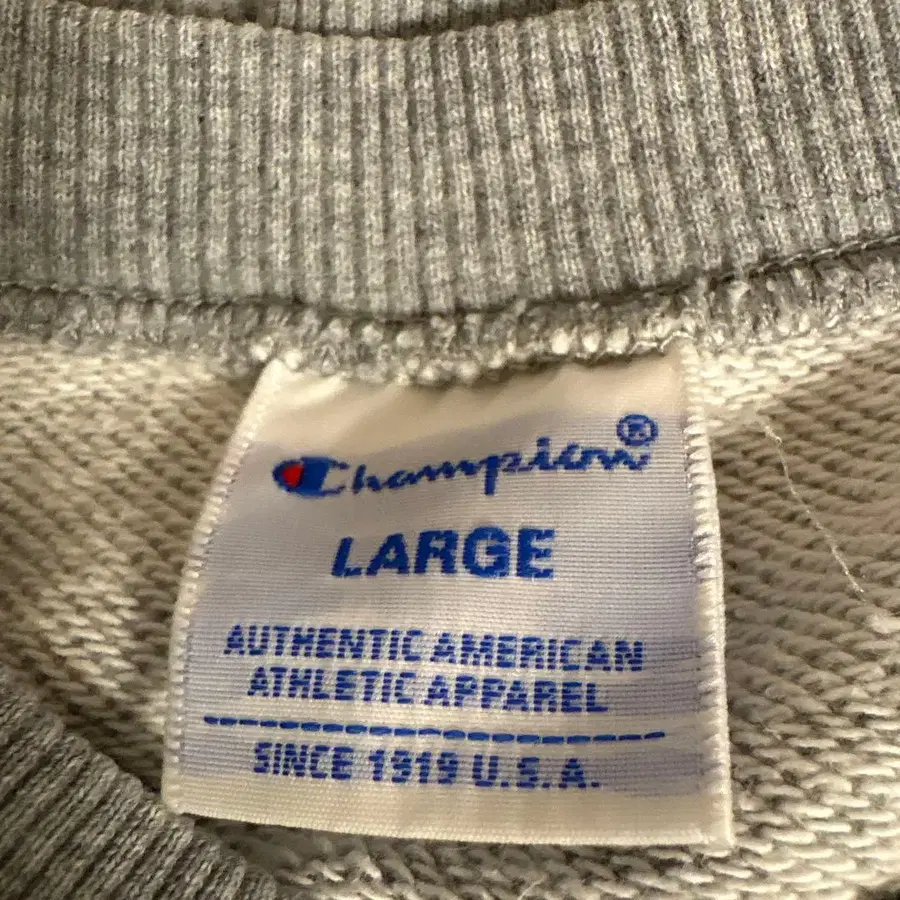 Champion®
LARGE
AUTHENTIC AMERICAN
ATHLETIC APPAREL
SINCE 1919 U.S.A.